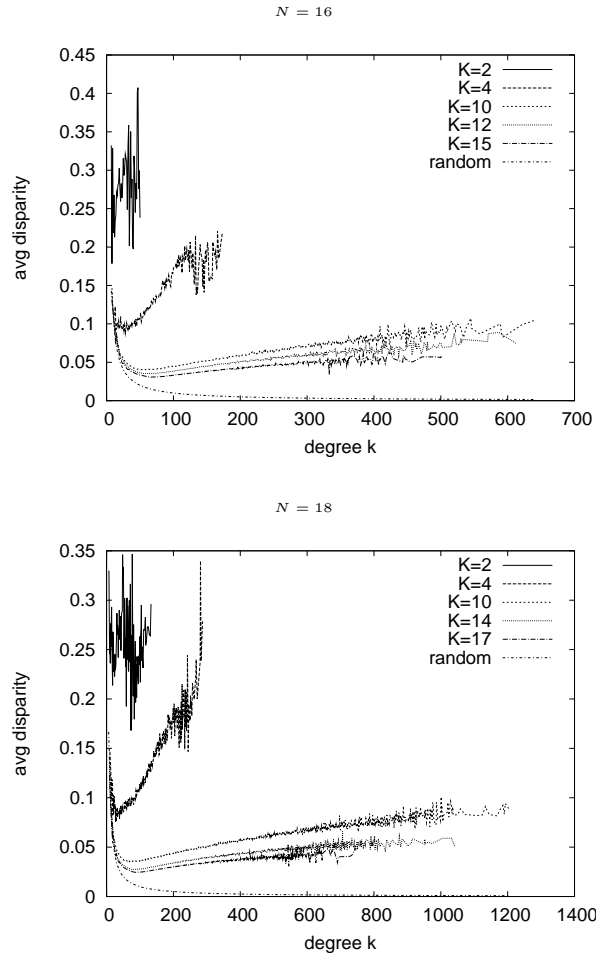 N = 16
0.45
0.4
0.35
0.3
0.25
0.2
0.15
0.1
0.05
0
avg disparity
K=2
K=4
K=10
K=12
K=15
random
0 100 200 300 400 500 600 700
degree k
N = 18
0.35
0.3
0.25
0.2
0.15
0.1
0.05
0
avg disparity
K=2
K=4
K=10
K=14
K=17
random
0 200 400 600 800 1000 1200 1400
degree k